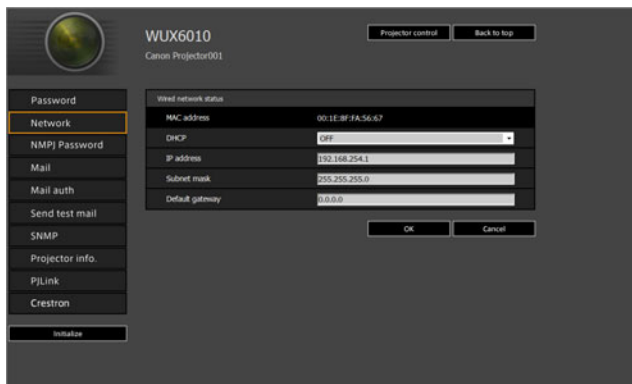 WUX6010
Canon Projector001
Projector control
Back to top
Password
Network
NMPJ Password
Mail
Mail auth
Send test mail
SNMP
Projector info.
PJLink
Crestron
Initialize
Wired network status
MAC address 00:1E:8F:FA:56:67
DHCP OFF
IP address 192.168.254.1
Subnet mask 255.255.255.0
Default gateway 0.0.0.0
OK
Cancel